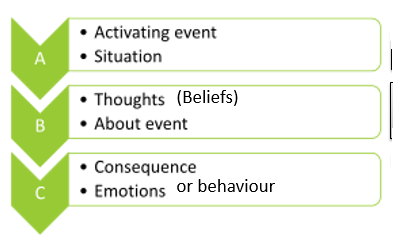 A
• Activating event
• Situation
B
• Thoughts (Beliefs)
• About event
C
• Consequence
• Emotions or behaviour